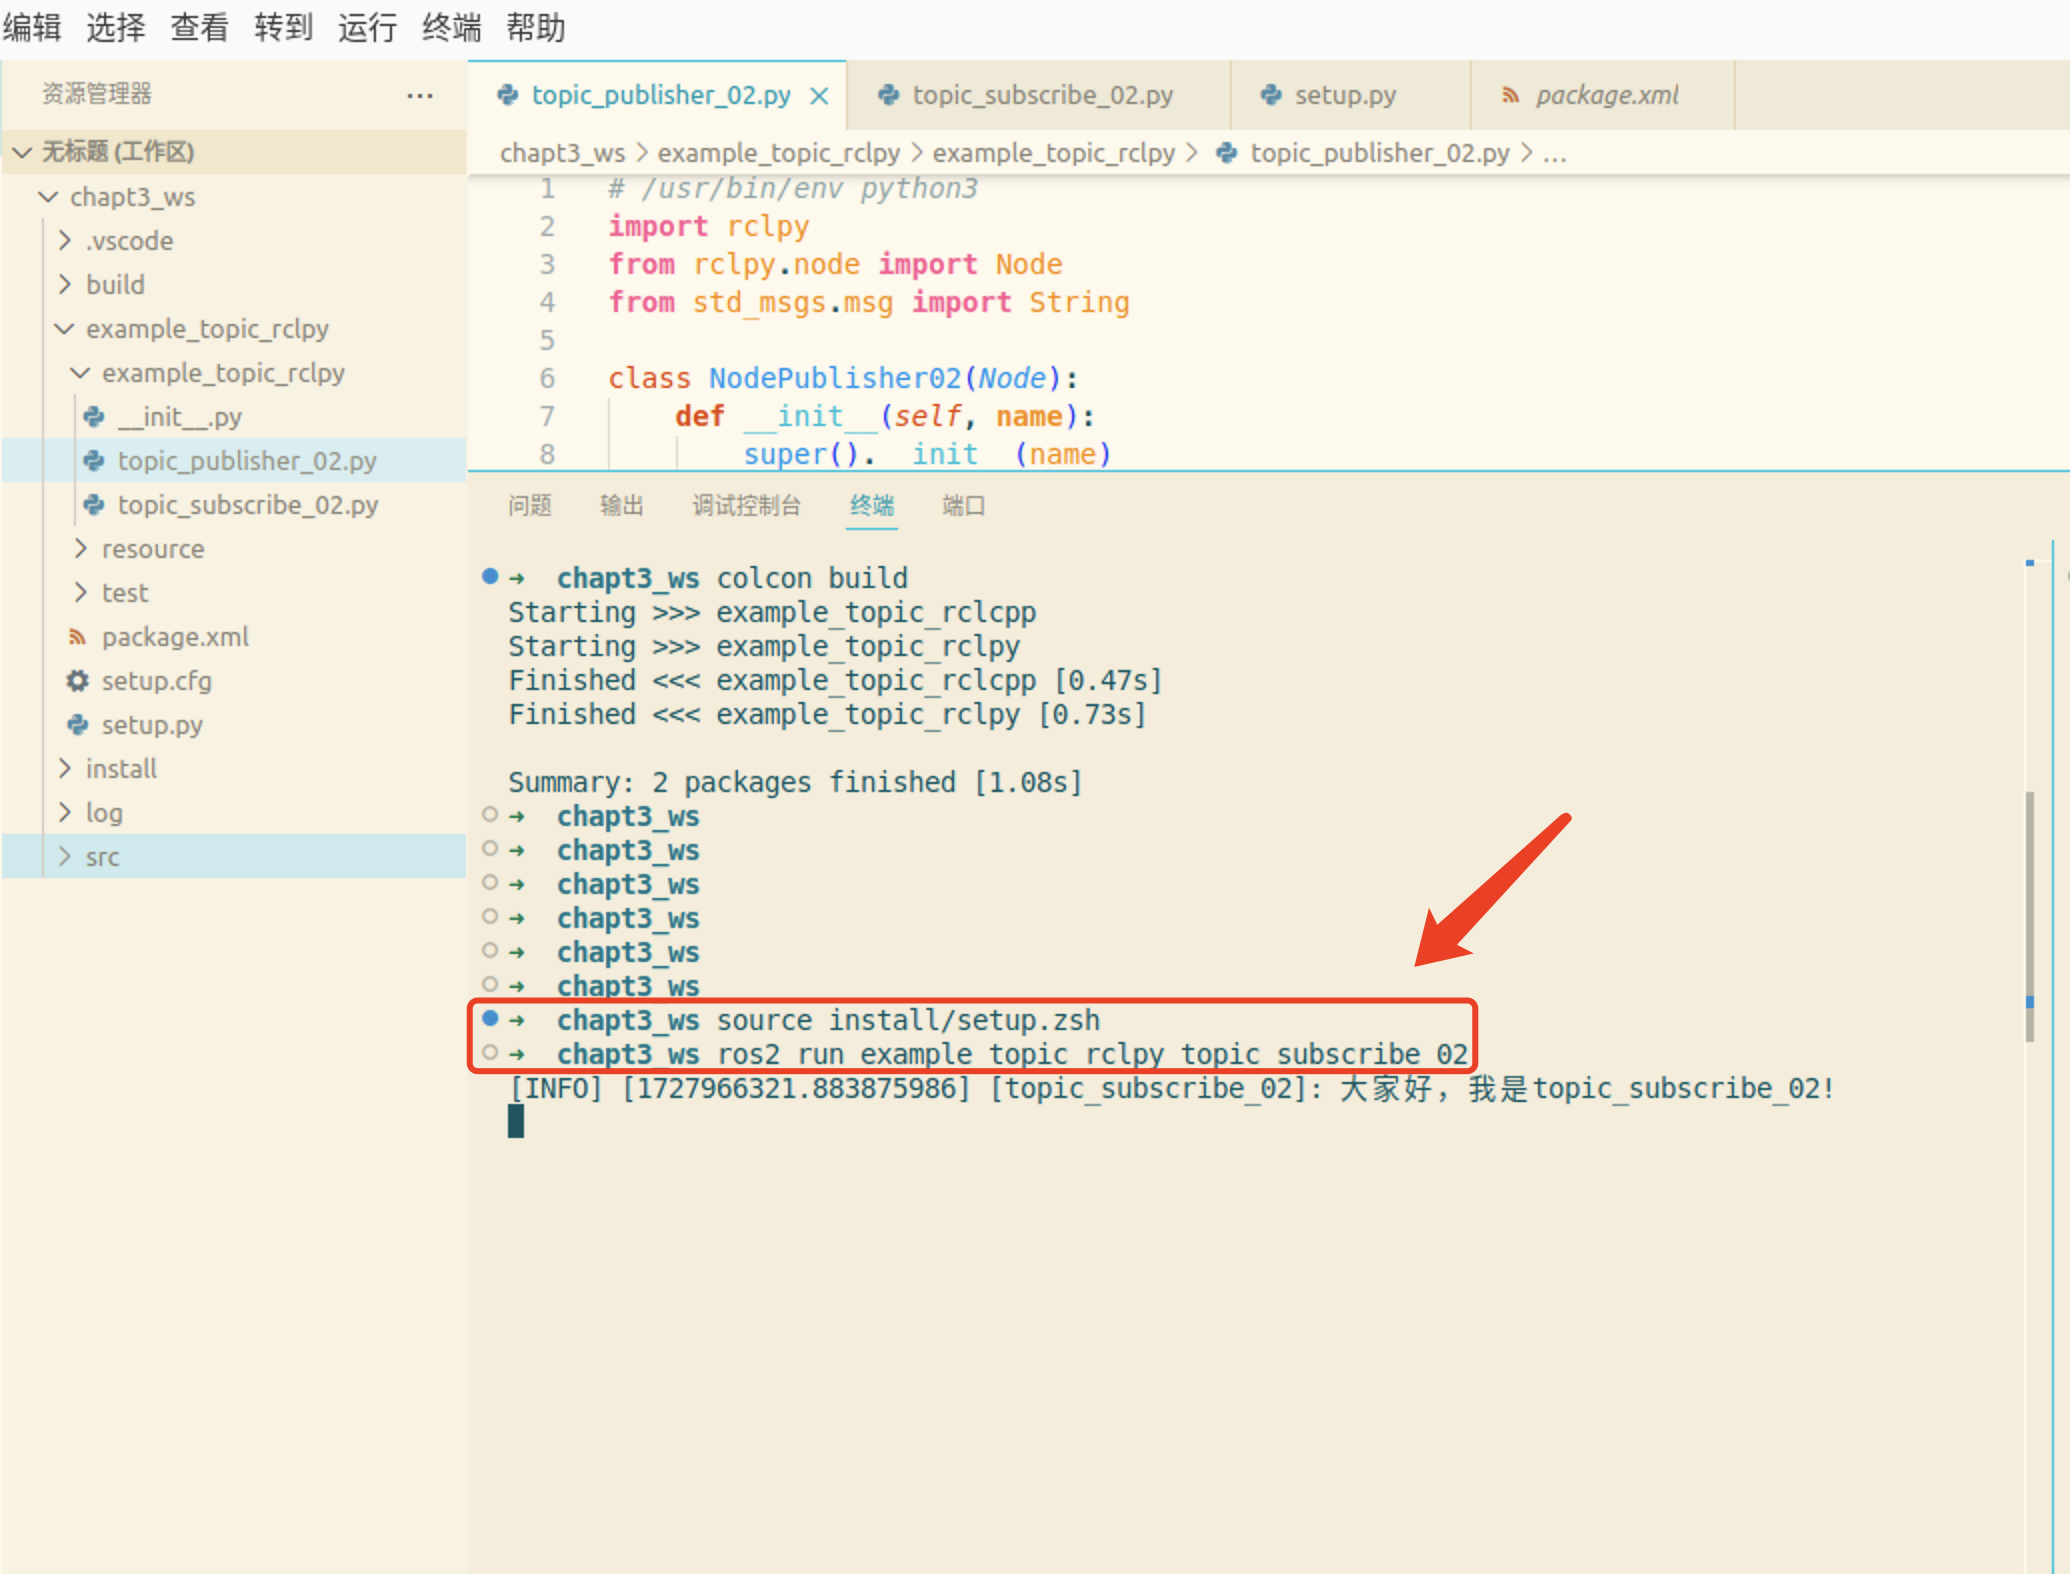 编辑 选择 查看 转到 运行 终端 帮助
资源管理器 ...
无标题 (工作区)
chapt3_ws
.vscode
build
example_topic_rclpy
example_topic_rclpy
__init__.py
topic_publisher_02.py
topic_subscribe_02.py
resource
test
package.xml
setup.cfg
setup.py
install
log
src
topic_publisher_02.py topic_subscribe_02.py setup.py package.xml
chapt3_ws > example_topic_rclpy > example_topic_rclpy > topic_publisher_02.py > ...
1 # /usr/bin/env python3
2 import rclpy
3 from rclpy.node import Node
4 from std_msgs.msg import String
5
6 class NodePublisher02(Node):
7 def __init__(self, name):
8 super().__init__(name)
问题 输出 调试控制台 终端 端口
➜ chapt3_ws colcon build
Starting >>> example_topic_rclcpp
Starting >>> example_topic_rclpy
Finished <<< example_topic_rclcpp [0.47s]
Finished <<< example_topic_rclpy [0.73s]
Summary: 2 packages finished [1.08s]
➜ chapt3_ws
➜ chapt3_ws
➜ chapt3_ws
➜ chapt3_ws
➜ chapt3_ws
➜ chapt3_ws
➜ chapt3_ws source install/setup.zsh
➜ chapt3_ws ros2 run example_topic_rclpy topic_subscribe_02
[INFO] [1727966321.883875986] [topic_subscribe_02]: 大家好，我是topic_subscribe_02!